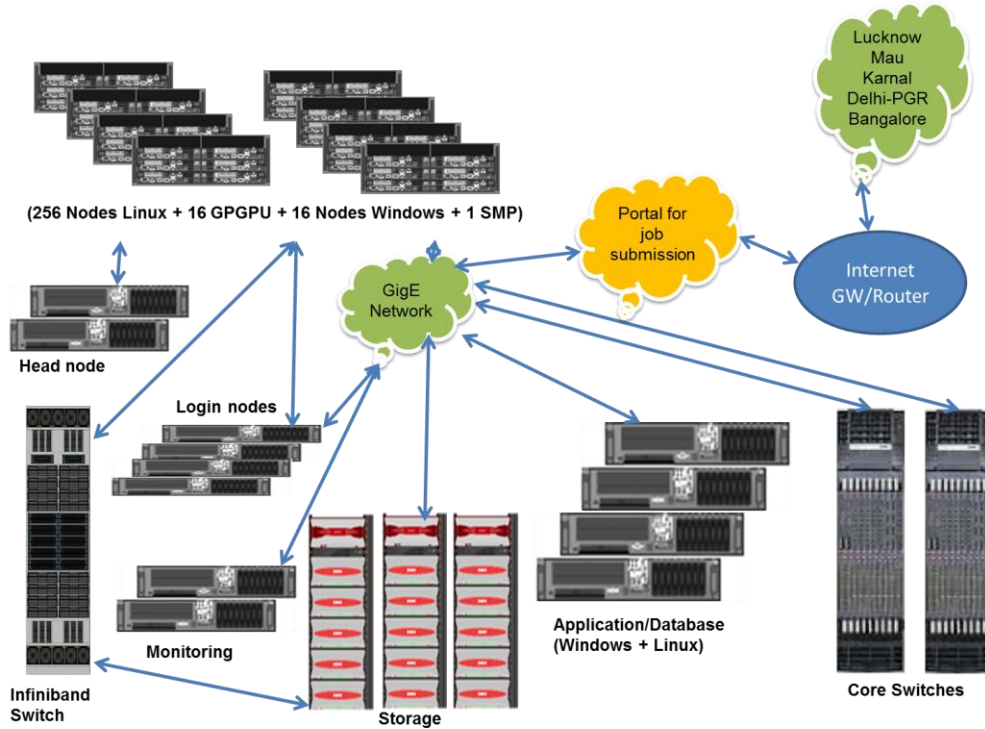 Lucknow
Mau
Karnal
Delhi-PGR
Bangalore
(256 Nodes Linux + 16 GPGPU + 16 Nodes Windows + 1 SMP)
Portal for
job
submission
Internet
GW/Router
GigE
Network
Head node
Login nodes
Monitoring
Application/Database
(Windows + Linux)
Infiniband
Switch
Storage
Core Switches